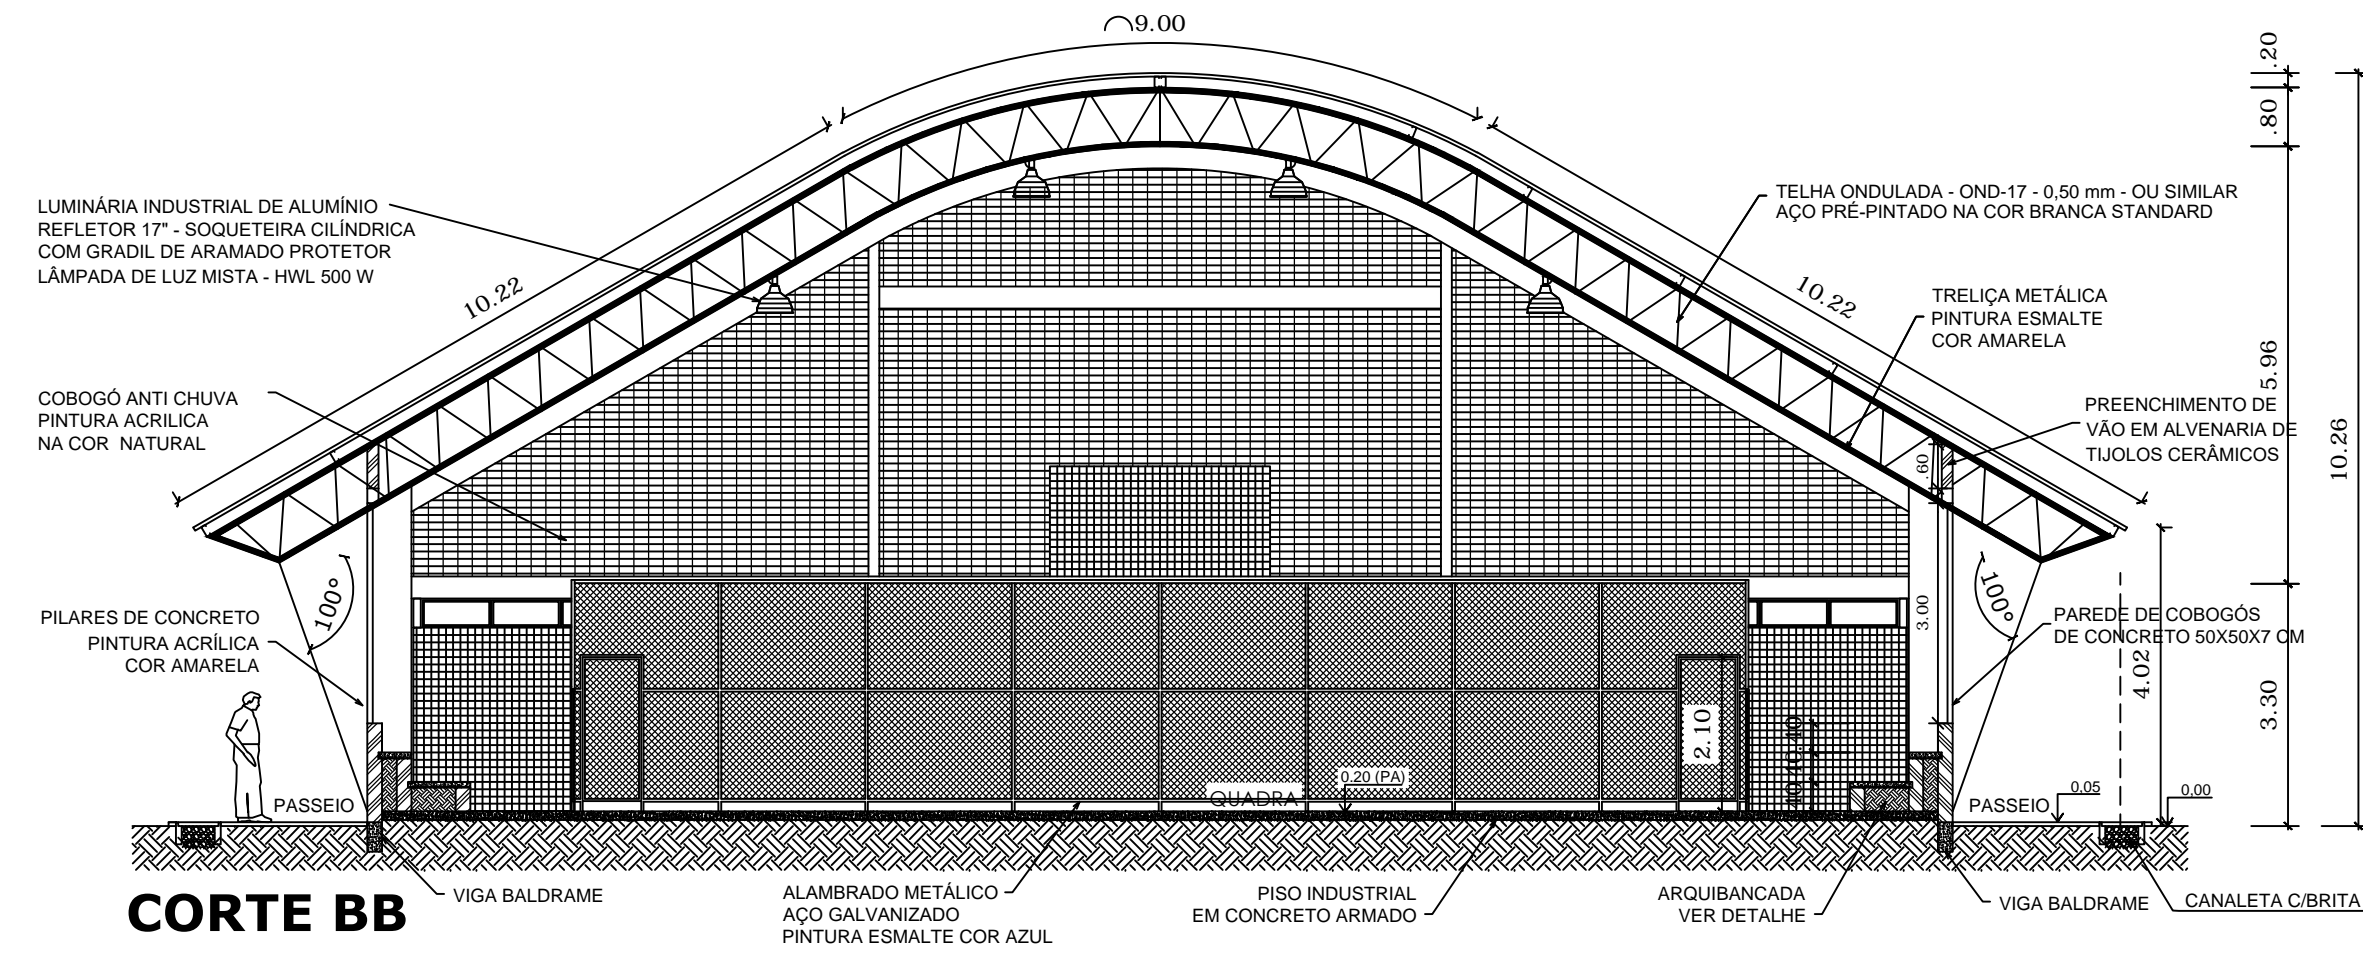 9.00
.20
.80
LUMINÁRIA INDUSTRIAL DE ALUMÍNIO
REFLETOR 17" - SOQUETEIRA CILÍNDRICA
COM GRADIL DE ARAMADO PROTETOR
LÂMPADA DE LUZ MISTA - HWL 500 W
10.22
TELHA ONDULADA - OND-17 - 0,50 mm - OU SIMILAR
AÇO PRÉ-PINTADO NA COR BRANCA STANDARD
10.22
TRELIÇA METÁLICA
PINTURA ESMALTE
COR AMARELA
5.96
10.26
COBOGÓ ANTI CHUVA
PINTURA ACRILICA
NA COR NATURAL
PREENCHIMENTO DE
VÃO EM ALVENARIA DE
TIJOLOS CERÂMICOS
.60
100°
100°
PILARES DE CONCRETO
PINTURA ACRÍLICA
COR AMARELA
3.00
PAREDE DE COBOGÓS
DE CONCRETO 50X50X7 CM
4.02
3.30
2.10
.40
.40
.40
PASSEIO
QUADRA
0.20 (PA)
PASSEIO
0,05
0,00
CORTE BB
VIGA BALDRAME
ALAMBRADO METÁLICO
AÇO GALVANIZADO
PINTURA ESMALTE COR AZUL
PISO INDUSTRIAL
EM CONCRETO ARMADO
ARQUIBANCADA
VER DETALHE
VIGA BALDRAME
CANALETA C/BRITA